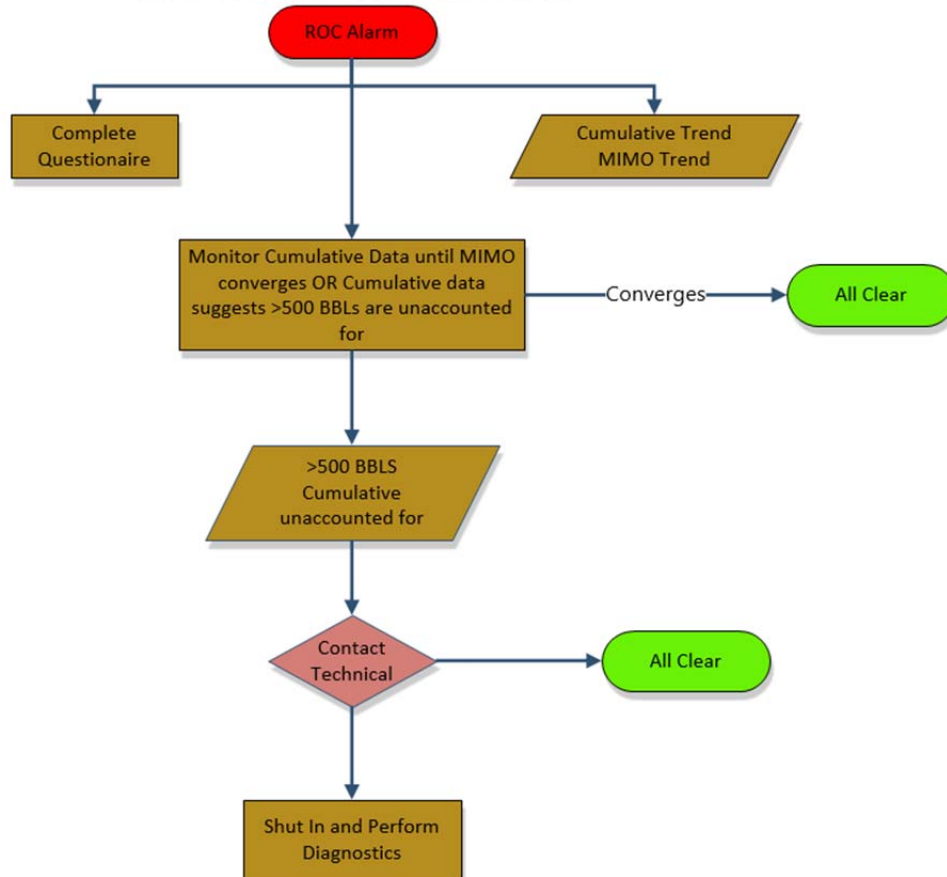 ROC Alarm
Complete
Questionaire
Cumulative Trend
MIMO Trend
Monitor Cumulative Data until MIMO
converges OR Cumulative data
suggests >500 BBLs are unaccounted
for
Converges
All Clear
>500 BBLS
Cumulative
unaccounted for
Contact
Technical
All Clear
Shut In and Perform
Diagnostics